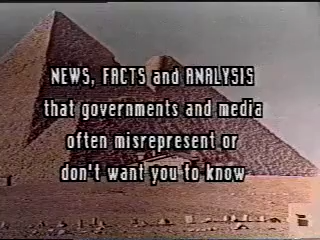 NEWS, FACTS and ANALYSIS
that governments and media
often misrepresent or
don't want you to know